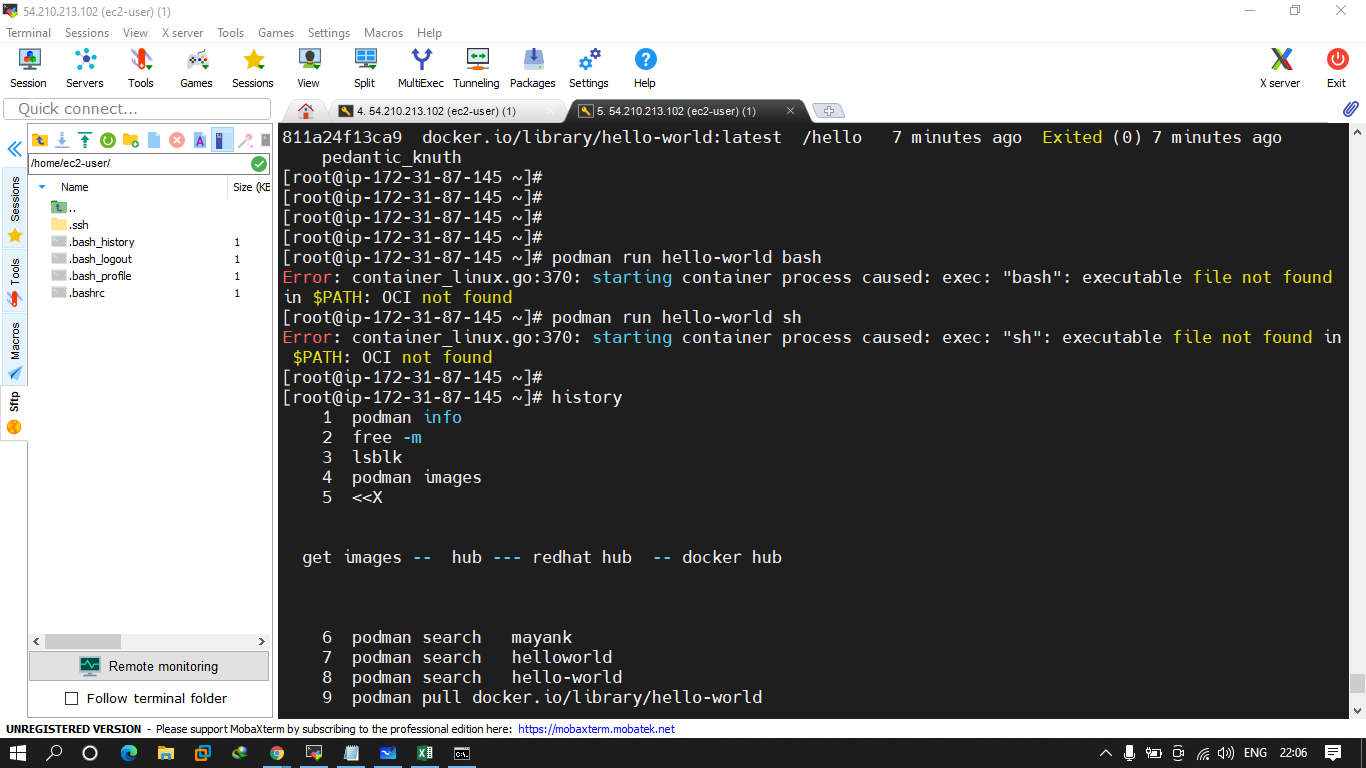 54.210.213.102 (ec2-user) (1)
Terminal Sessions View X server Tools Games Settings Macros Help
Session Servers Tools Games Sessions View Split MultiExec Tunneling Packages Settings Help X server Exit
Quick connect...
4. 54.210.213.102 (ec2-user) (1)
5. 54.210.213.102 (ec2-user) (1)
/home/ec2-user/
Name Size (KB
..
.ssh
.bash_history 1
.bash_logout 1
.bash_profile 1
.bashrc 1
Sessions
Tools
Macros
Sftp
Remote monitoring
Follow terminal folder
811a24f13ca9  docker.io/library/hello-world:latest  /hello   7 minutes ago  Exited (0) 7 minutes ago
pedantic_knuth
[root@ip-172-31-87-145 ~]#
[root@ip-172-31-87-145 ~]#
[root@ip-172-31-87-145 ~]#
[root@ip-172-31-87-145 ~]#
[root@ip-172-31-87-145 ~]# podman run hello-world bash
Error: container_linux.go:370: starting container process caused: exec: "bash": executable file not found
in $PATH: OCI not found
[root@ip-172-31-87-145 ~]# podman run hello-world sh
Error: container_linux.go:370: starting container process caused: exec: "sh": executable file not found in
$PATH: OCI not found
[root@ip-172-31-87-145 ~]#
[root@ip-172-31-87-145 ~]# history
1  podman info
2  free -m
3  lsblk
4  podman images
5  <<X
get images --  hub --- redhat hub  -- docker hub
6  podman search   mayank
7  podman search   helloworld
8  podman search   hello-world
9  podman pull docker.io/library/hello-world
UNREGISTERED VERSION - Please support MobaXterm by subscribing to the professional edition here: https://mobaxterm.mobatek.net
ENG 22:06